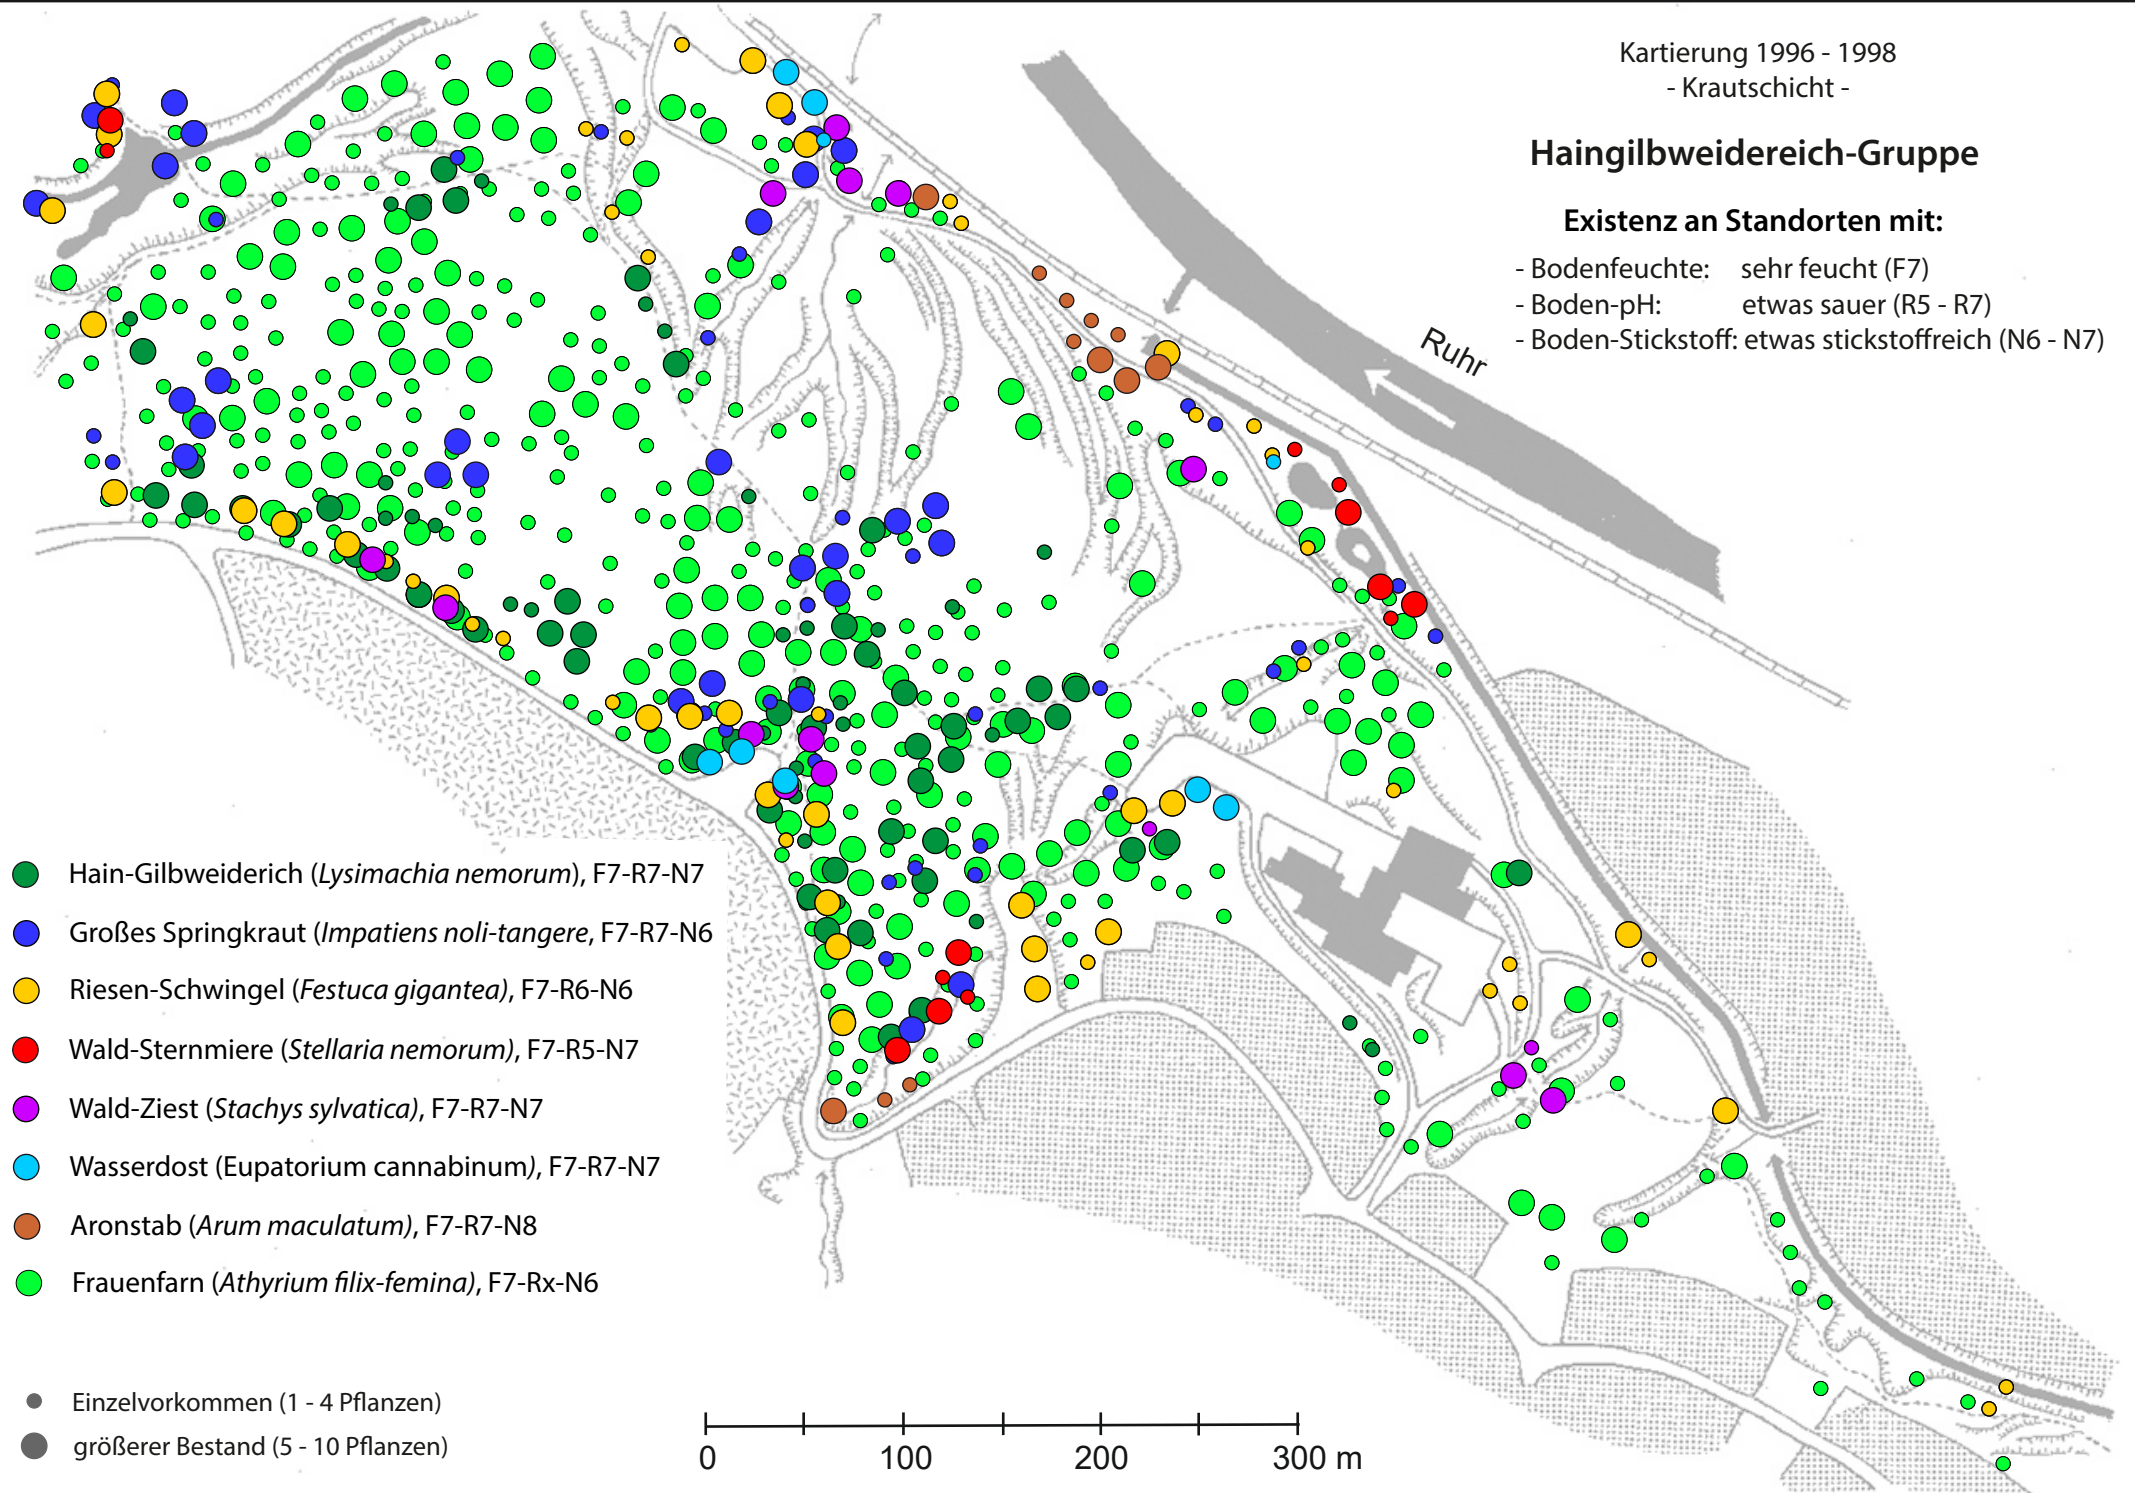 Kartierung 1996 - 1998
- Krautschicht -
Haingilbweidereich-Gruppe
Existenz an Standorten mit:
- Bodenfeuchte: sehr feucht (F7)
- Boden-pH: etwas sauer (R5 - R7)
- Boden-Stickstoff: etwas stickstoffreich (N6 - N7)
Ruhr
Hain-Gilbweiderich (Lysimachia nemorum), F7-R7-N7
Großes Springkraut (Impatiens noli-tangere, F7-R7-N6
Riesen-Schwingel (Festuca gigantea), F7-R6-N6
Wald-Sternmiere (Stellaria nemorum), F7-R5-N7
Wald-Ziest (Stachys sylvatica), F7-R7-N7
Wasserdost (Eupatorium cannabinum), F7-R7-N7
Aronstab (Arum maculatum), F7-R7-N8
Frauenfarn (Athyrium filix-femina), F7-Rx-N6
Einzelvorkommen (1 - 4 Pflanzen)
größerer Bestand (5 - 10 Pflanzen)
0 100 200 300 m